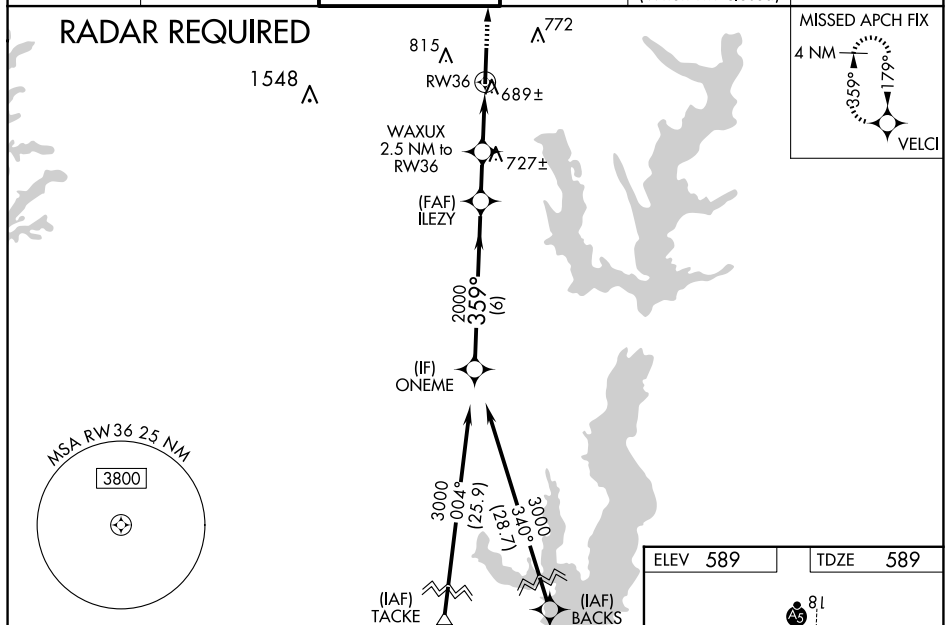 RADAR REQUIRED
1548
815
772
RW36
689±
WAXUX
2.5 NM to
RW36
727±
(FAF)
ILEZY
2000
359°
(6)
(IF)
ONEME
MISSED APCH FIX
4 NM
359°
179°
VELCI
MSA RW36 25 NM
3800
3000
004°
(25.9)
3000
340°
(28.7)
(IAF)
TACKE
(IAF)
BACKS
ELEV 589
TDZE 589
A5
18